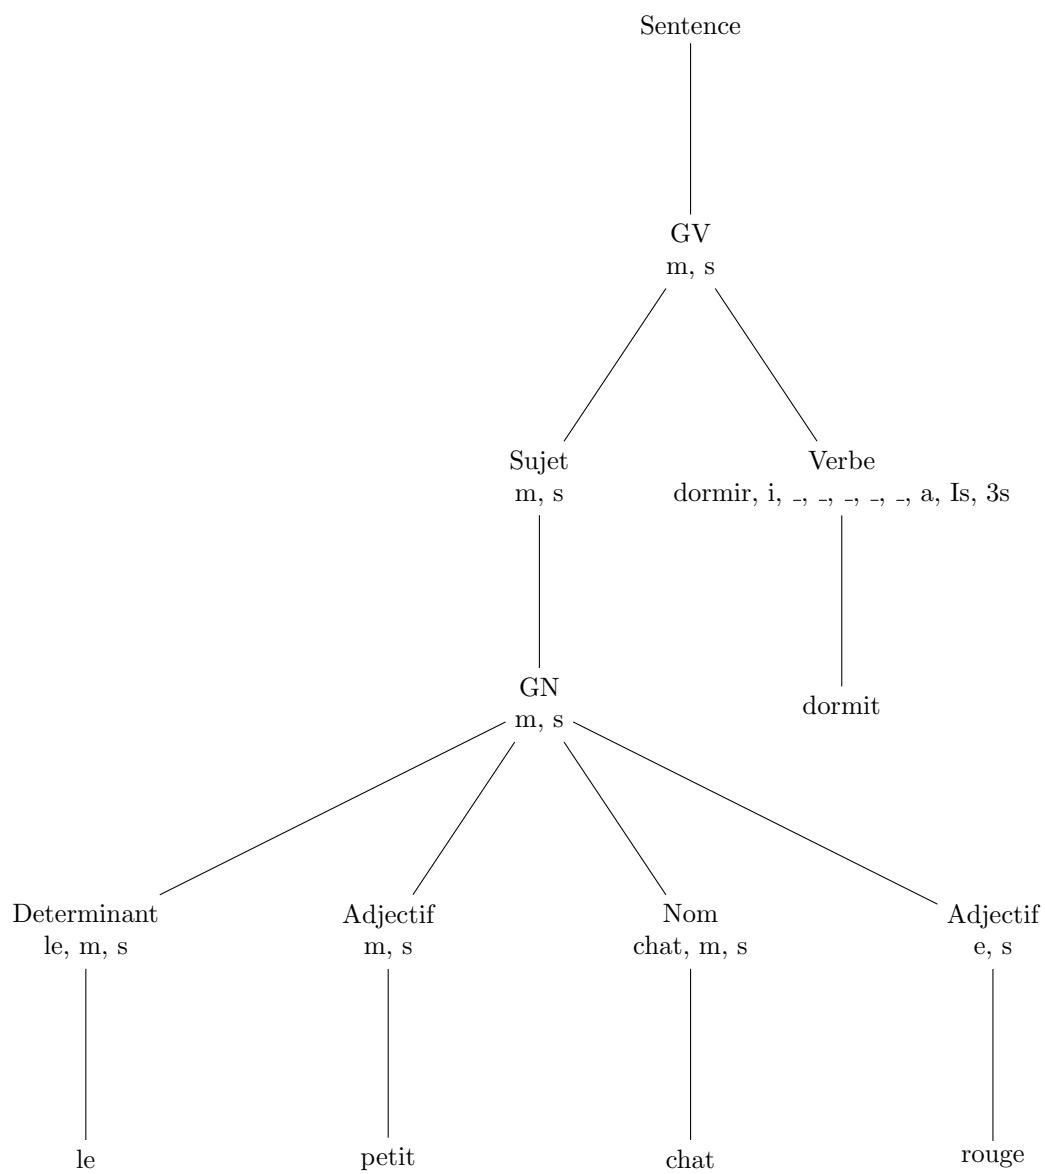 Sentence
GV
m, s
Sujet
Verbe
m, s
dormir, i, _, _, _, _, _, a, Is, 3s
GN
m, s
dormit
Determinant
Adjectif
Nom
Adjectif
le, m, s
m, s
chat, m, s
e, s
le
petit
chat
rouge